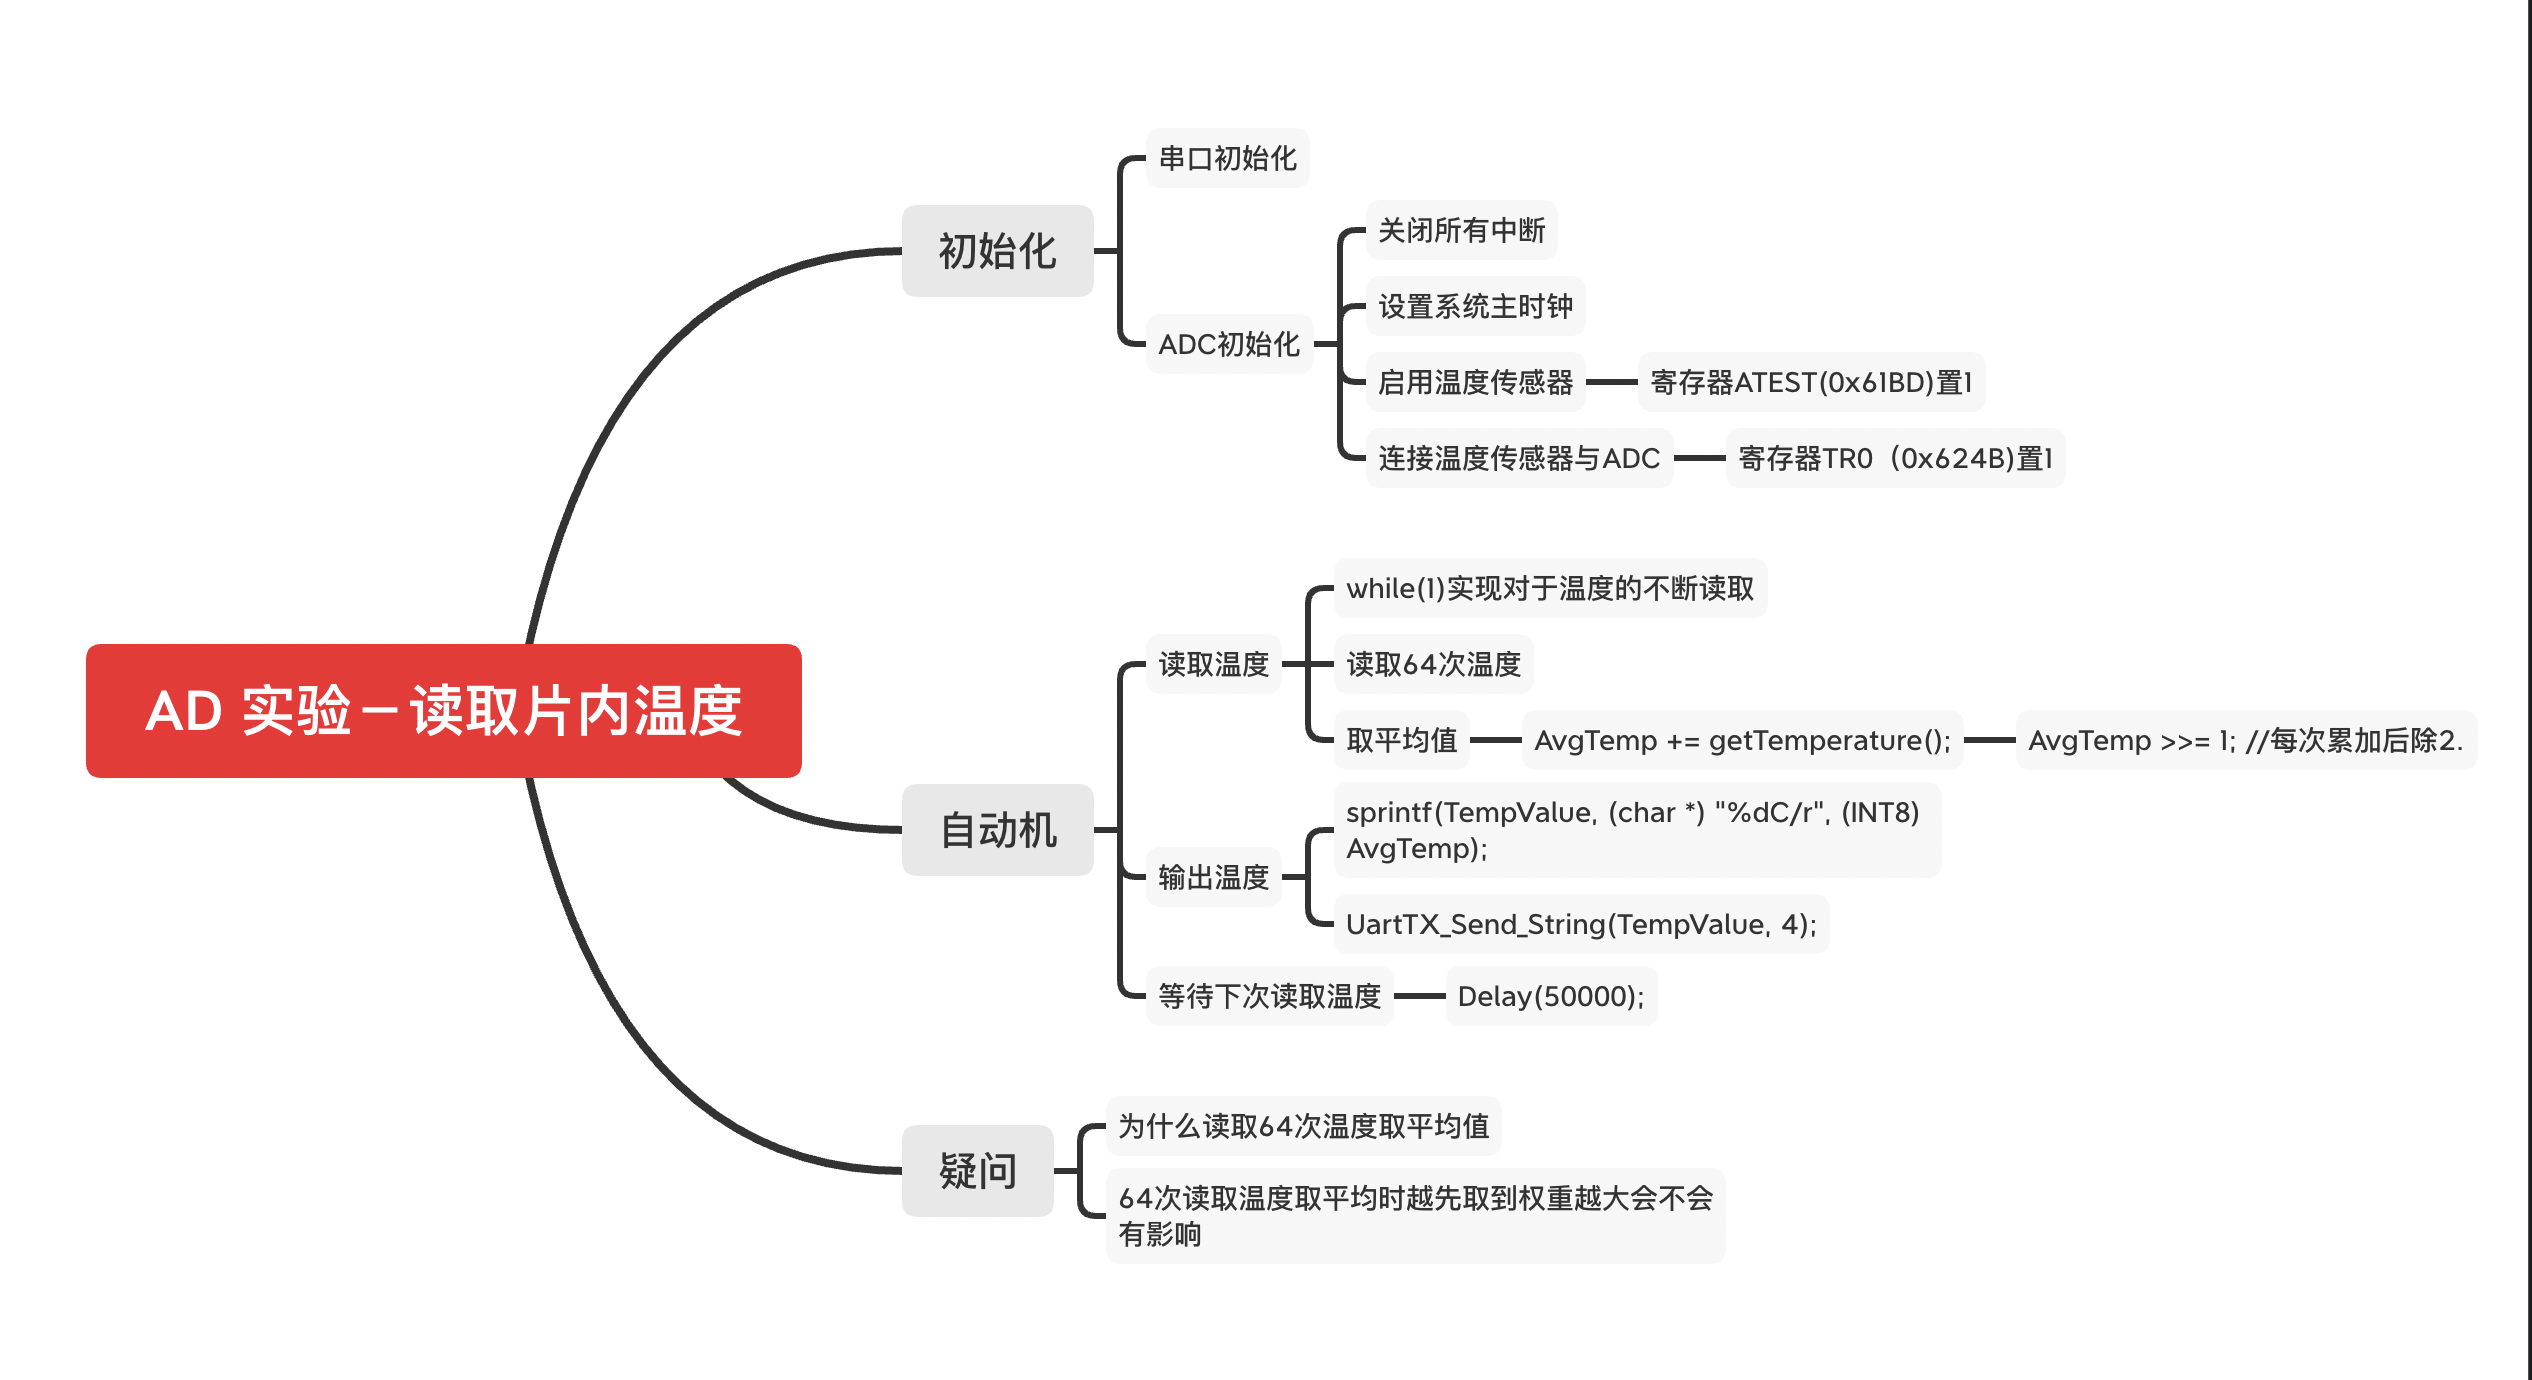 AD 实验－读取片内温度
初始化
串口初始化
ADC初始化
关闭所有中断
设置系统主时钟
启用温度传感器
寄存器ATEST(0x61BD)置1
连接温度传感器与ADC
寄存器TR0（0x624B)置1
自动机
读取温度
while(1)实现对于温度的不断读取
读取64次温度
取平均值
AvgTemp += getTemperature();
AvgTemp >>= 1; //每次累加后除2.
输出温度
sprintf(TempValue, (char *) "%dC/r", (INT8)
AvgTemp);
UartTX_Send_String(TempValue, 4);
等待下次读取温度
Delay(50000);
疑问
为什么读取64次温度取平均值
64次读取温度取平均时越先取到权重越大会不会
有影响